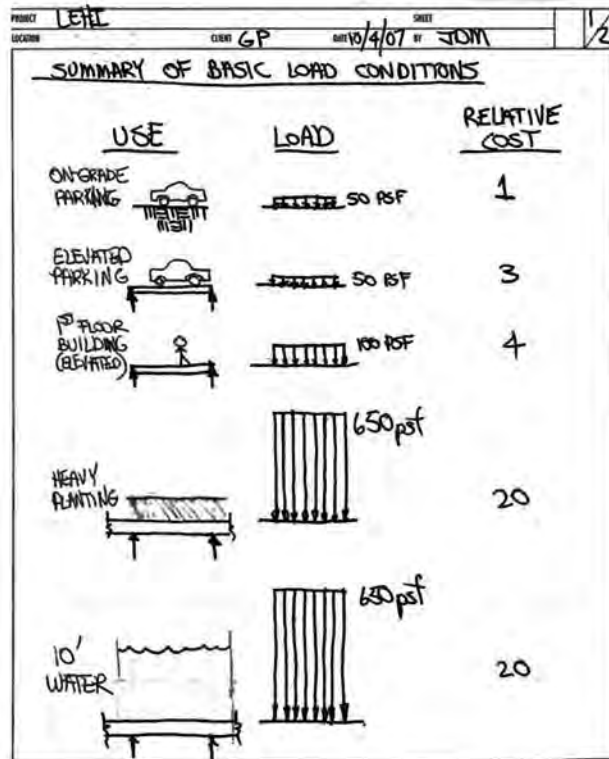 PROJECT LEHI SHEET 1/2
LOCATION CLIENT GP DATE 10/4/07 BY JDM
SUMMARY OF BASIC LOAD CONDITIONS
USE LOAD RELATIVE
COST
ON-GRADE
PARKING 50 PSF 1
ELEVATED
PARKING 50 PSF 3
1ST FLOOR
BUILDING
(ELEVATED) 100 PSF 4
650 psf
HEAVY
PLANTING 20
650 psf
10'
WATER 20